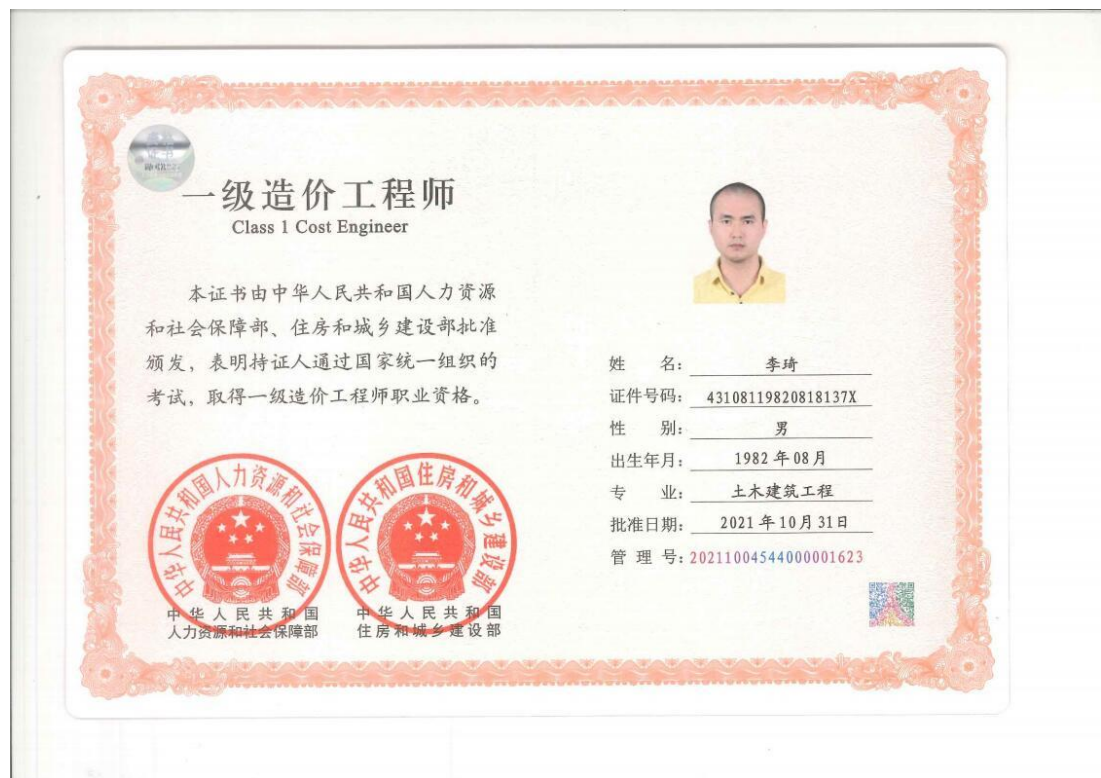 一级造价工程师
Class 1 Cost Engineer
本证书由中华人民共和国人力资源
和社会保障部、住房和城乡建设部批准
颁发，表明持证人通过国家统一组织的
考试，取得一级造价工程师职业资格。
中华人民共和国人力资源和社会保障部
中华人民共和国住房和城乡建设部
中华人民共和国
人力资源和社会保障部
中华人民共和国
住房和城乡建设部
姓 名：李琦
证件号码：43108119820818137X
性 别：男
出生年月：1982年08月
专 业：土木建筑工程
批准日期：2021年10月31日
管 理 号：20211004544000001623